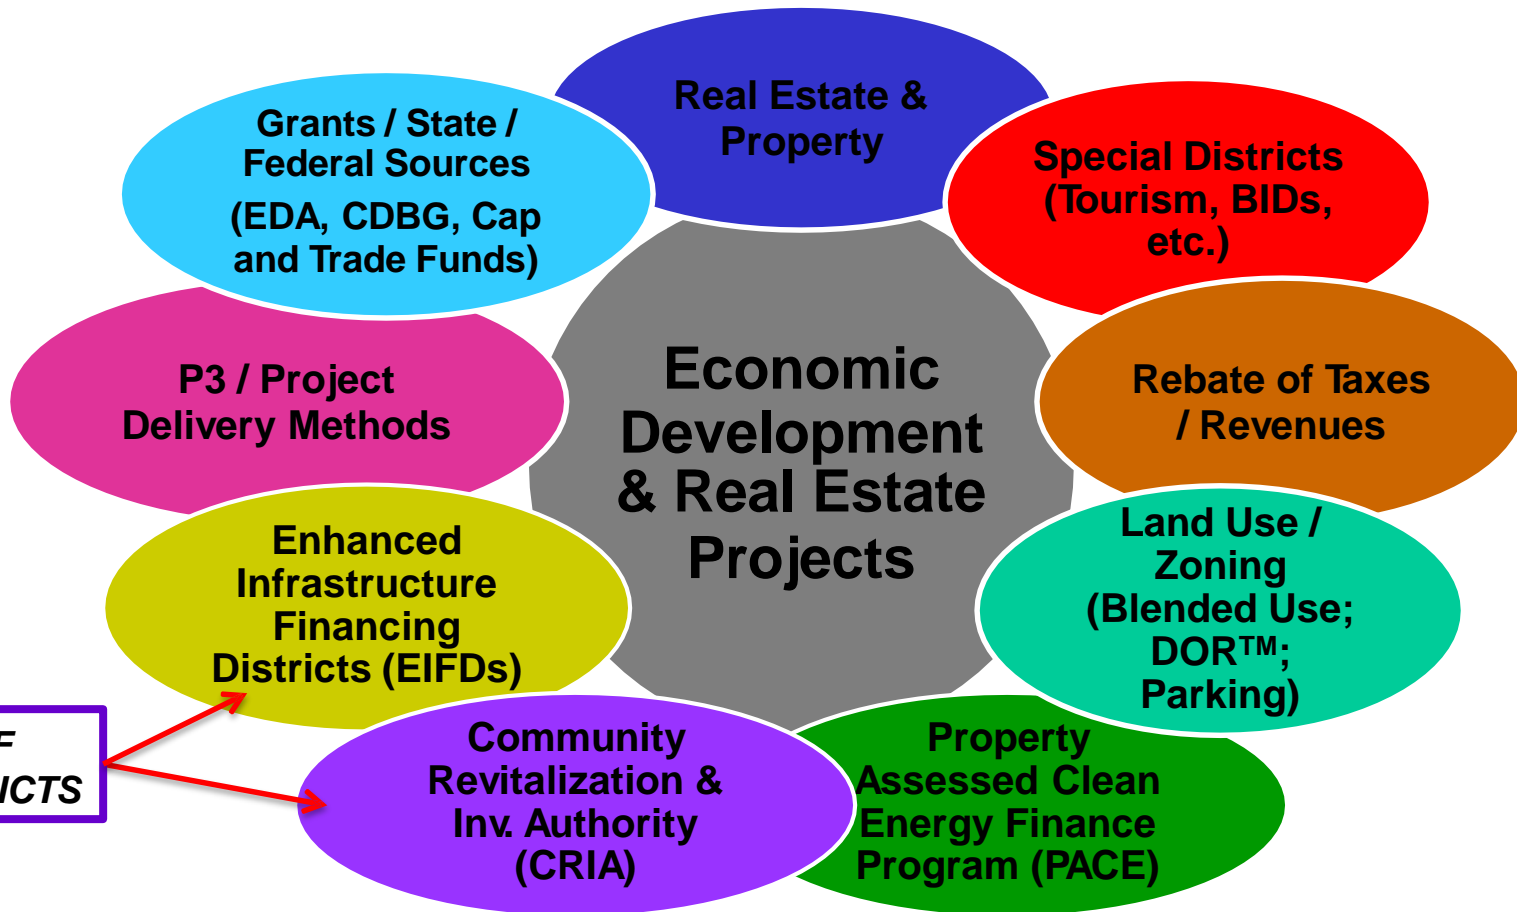 Real Estate &
Property
Grants / State /
Federal Sources
(EDA, CDBG, Cap
and Trade Funds)
Special Districts
(Tourism, BIDs,
etc.)
P3 / Project
Delivery Methods
Economic
Development
& Real Estate
Projects
Rebate of Taxes
/ Revenues
Enhanced
Infrastructure
Financing
Districts (EIFDs)
Land Use /
Zoning
(Blended Use;
DOR™;
Parking)
Community
Revitalization &
Inv. Authority
(CRIA)
Property
Assessed Clean
Energy Finance
Program (PACE)